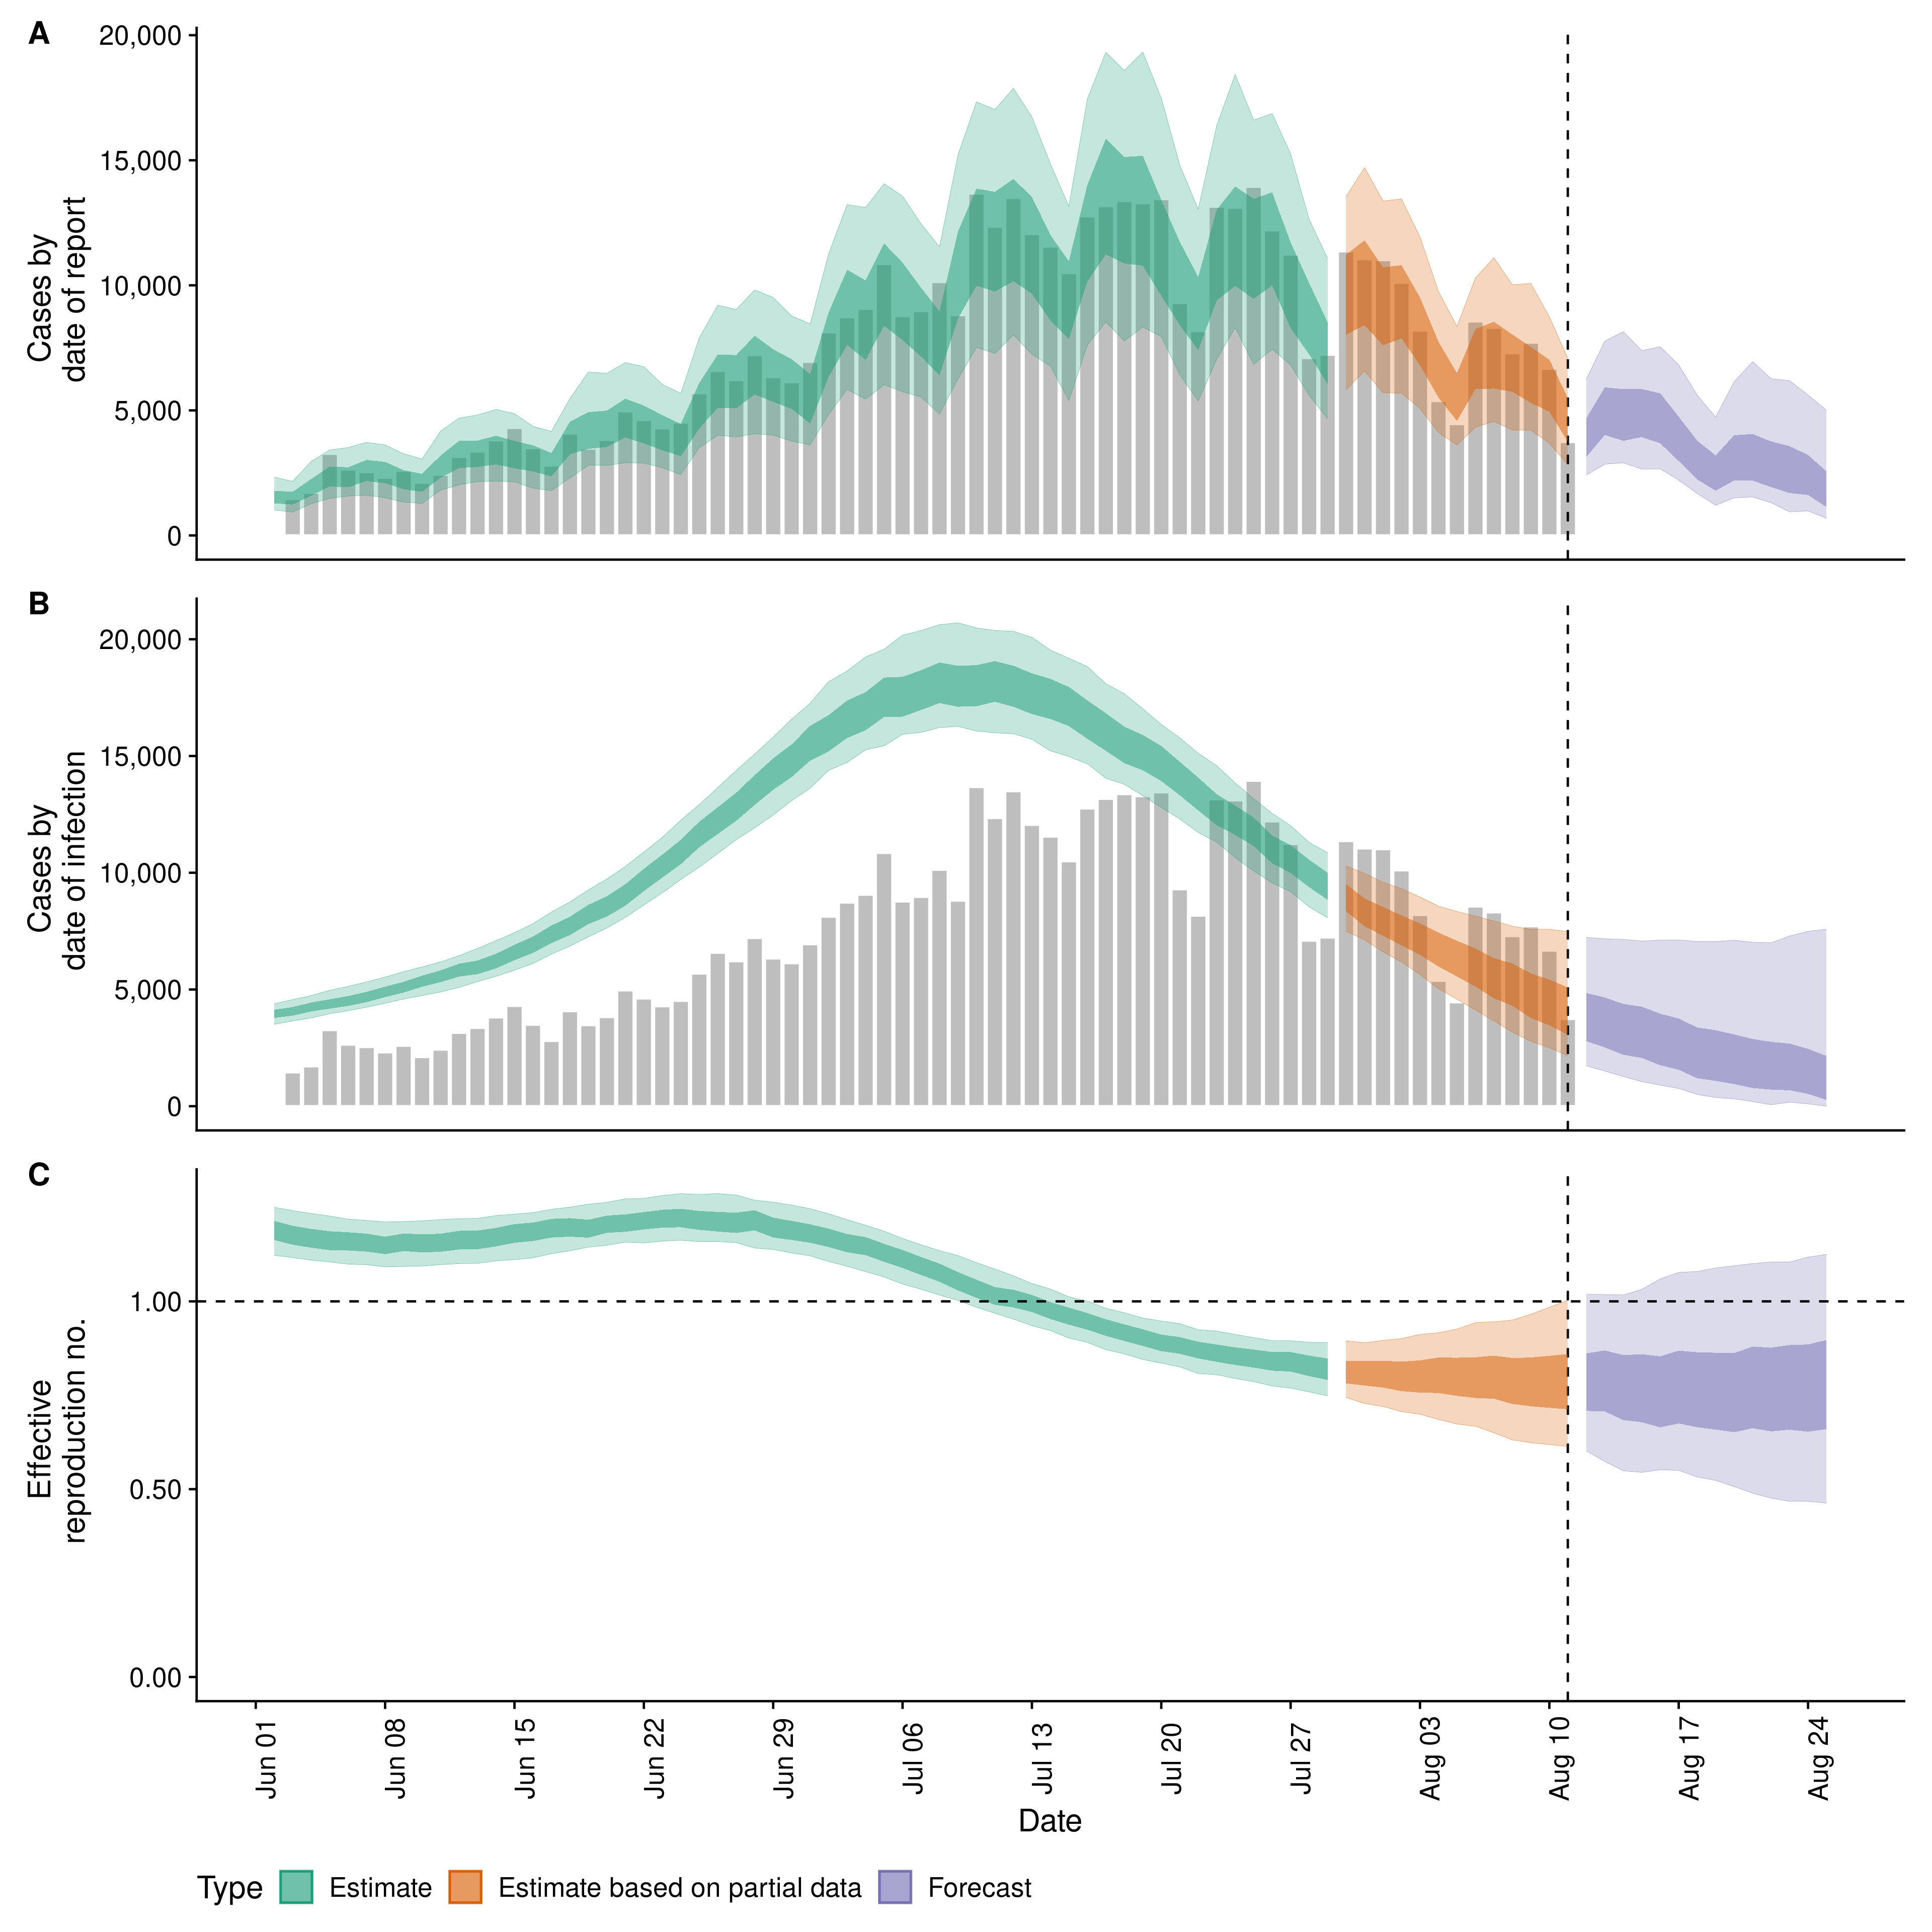 A
20,000
15,000
10,000
5,000
0
Cases by
date of report
B
20,000
15,000
10,000
5,000
0
Cases by
date of infection
C
1.00
0.50
0.00
Effective
reproduction no.
Jun 01
Jun 08
Jun 15
Jun 22
Jun 29
Jul 06
Jul 13
Jul 20
Jul 27
Aug 03
Aug 10
Aug 17
Aug 24
Date
Type Estimate Estimate based on partial data Forecast